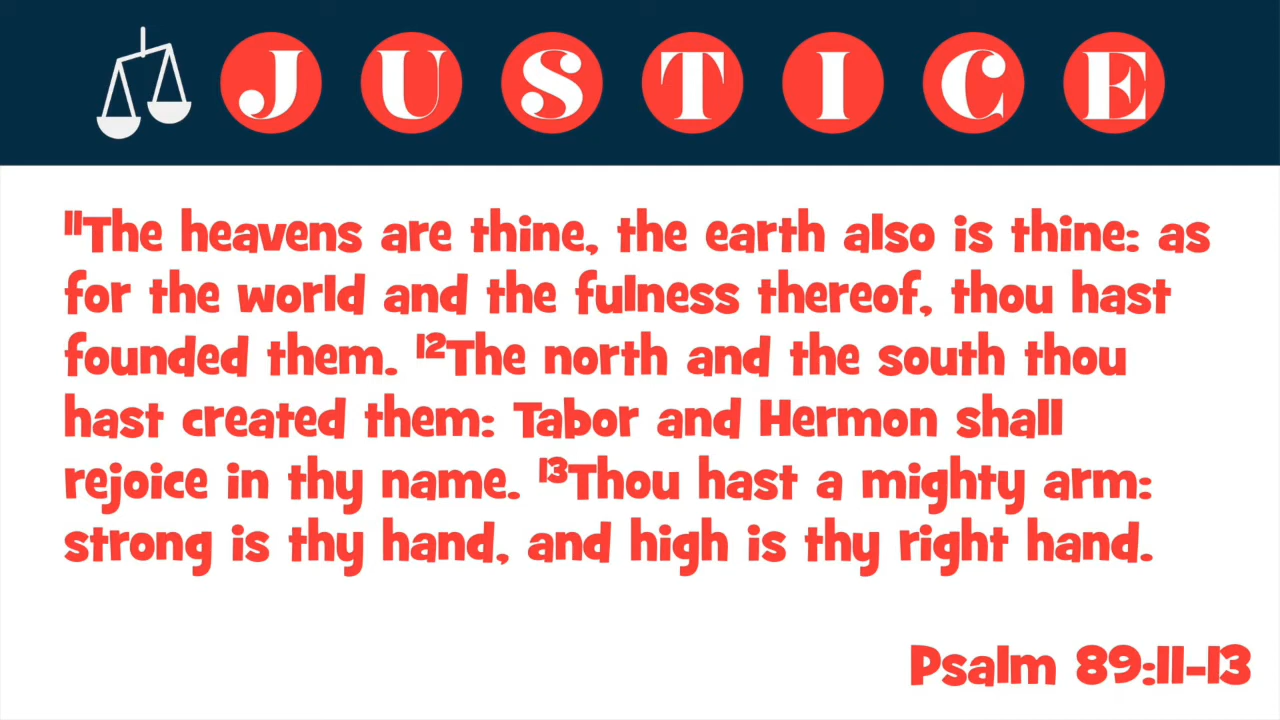 JUSTICE
¹¹The heavens are thine, the earth also is thine: as
for the world and the fulness thereof, thou hast
founded them. ¹²The north and the south thou
hast created them: Tabor and Hermon shall
rejoice in thy name. ¹³Thou hast a mighty arm:
strong is thy hand, and high is thy right hand.
Psalm 89:11-13